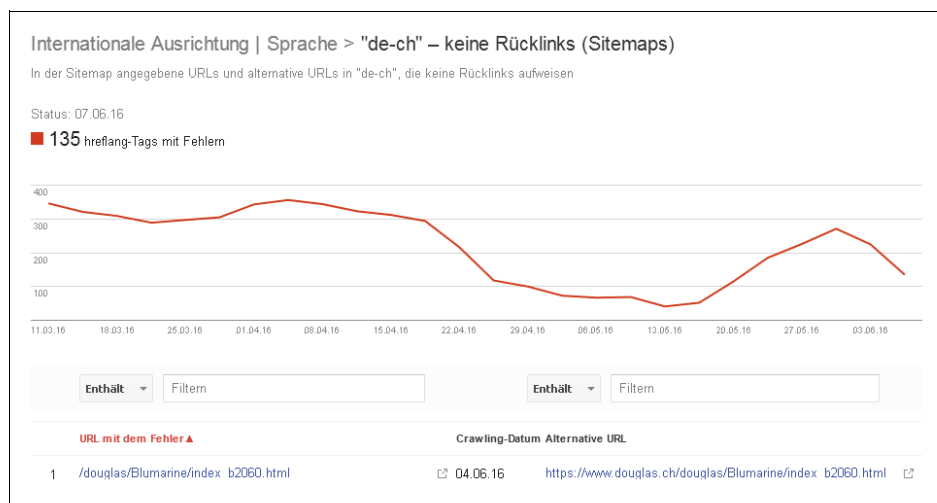 Internationale Ausrichtung | Sprache > "de-ch" – keine Rücklinks (Sitemaps)
In der Sitemap angegebene URLs und alternative URLs in "de-ch", die keine Rücklinks aufweisen
Status: 07.06.16
135 hreflang-Tags mit Fehlern
400
300
200
100
11.03.16 18.03.16 25.03.16 01.04.16 08.04.16 15.04.16 22.04.16 29.04.16 06.05.16 13.05.16 20.05.16 27.05.16 03.06.16
Enthält Filtern Enthält Filtern
URL mit dem Fehler▲ Crawling-Datum Alternative URL
1 /douglas/Blumarine/index_b2060.html 04.06.16 https://www.douglas.ch/douglas/Blumarine/index_b2060.html